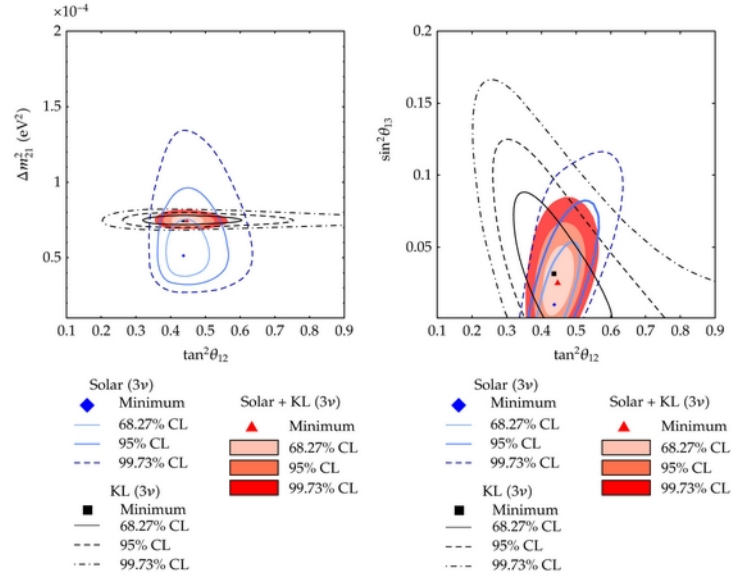 ×10⁻⁴
2
1.5
1
0.5
Δm²₂₁ (eV²)
0.1 0.2 0.3 0.4 0.5 0.6 0.7 0.8 0.9
tan²θ₁₂
0.2
0.15
0.1
0.05
sin²θ₁₃
0.1 0.2 0.3 0.4 0.5 0.6 0.7 0.8 0.9
tan²θ₁₂
Solar (3ν)
Minimum
68.27% CL
95% CL
99.73% CL
KL (3ν)
Minimum
68.27% CL
95% CL
99.73% CL
Solar + KL (3ν)
Minimum
68.27% CL
95% CL
99.73% CL
Solar (3ν)
Minimum
68.27% CL
95% CL
99.73% CL
KL (3ν)
Minimum
68.27% CL
95% CL
99.73% CL
Solar + KL (3ν)
Minimum
68.27% CL
95% CL
99.73% CL